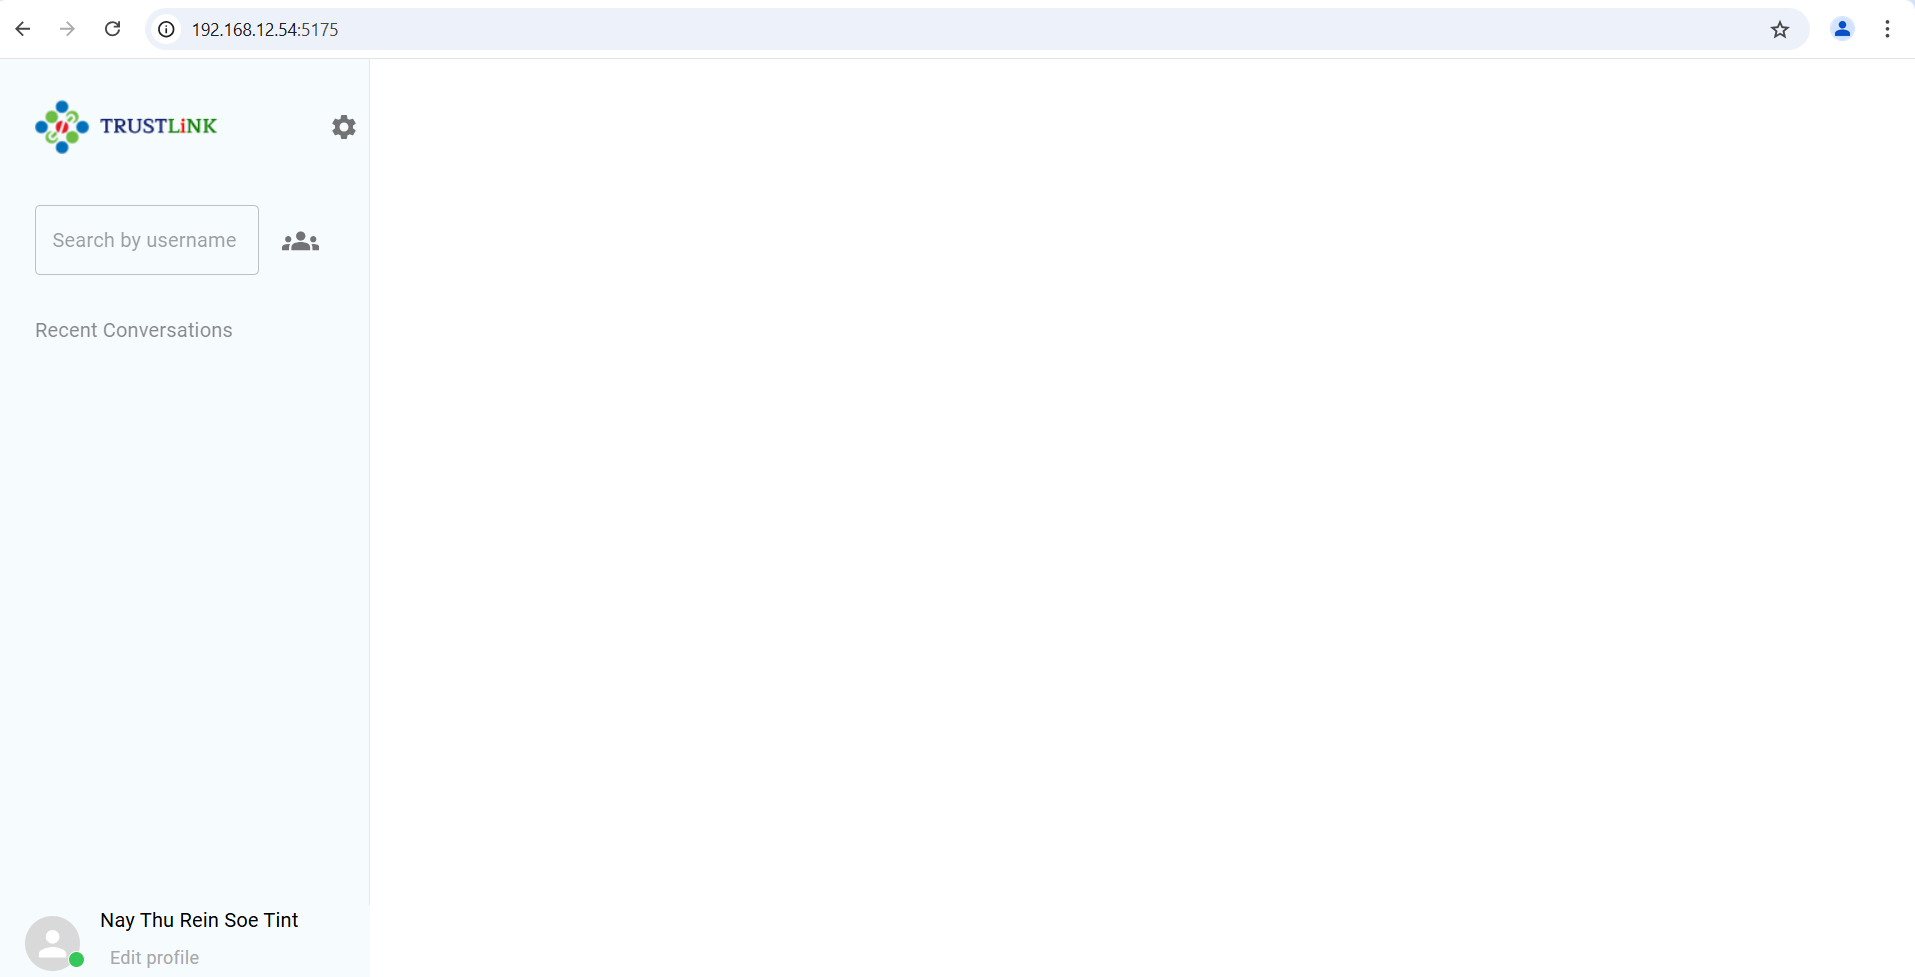 192.168.12.54:5175
TRUSTLiNK
Search by username
Recent Conversations
Nay Thu Rein Soe Tint
Edit profile